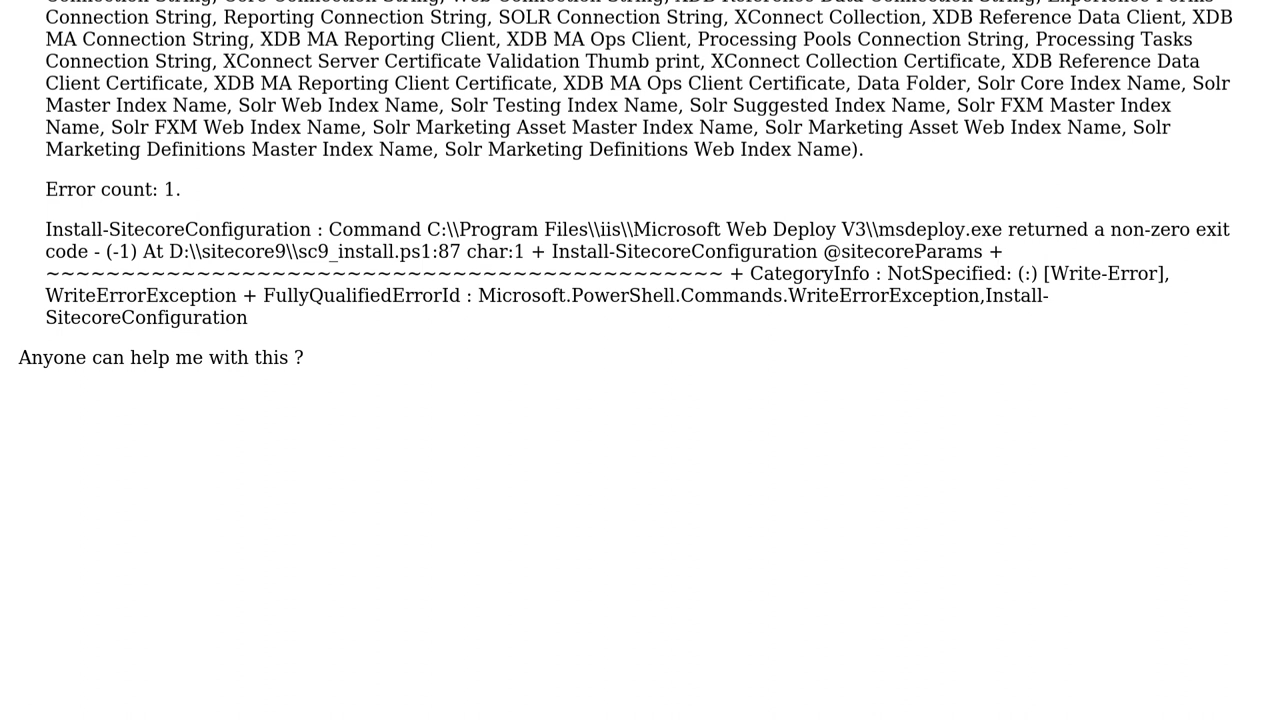 Connection String, Reporting Connection String, SOLR Connection String, XConnect Collection, XDB Reference Data Client, XDB
MA Connection String, XDB MA Reporting Client, XDB MA Ops Client, Processing Pools Connection String, Processing Tasks
Connection String, XConnect Server Certificate Validation Thumb print, XConnect Collection Certificate, XDB Reference Data
Client Certificate, XDB MA Reporting Client Certificate, XDB MA Ops Client Certificate, Data Folder, Solr Core Index Name, Solr
Master Index Name, Solr Web Index Name, Solr Testing Index Name, Solr Suggested Index Name, Solr FXM Master Index
Name, Solr FXM Web Index Name, Solr Marketing Asset Master Index Name, Solr Marketing Asset Web Index Name, Solr
Marketing Definitions Master Index Name, Solr Marketing Definitions Web Index Name).
Error count: 1.
Install-SitecoreConfiguration : Command C:\\Program Files\\iis\\Microsoft Web Deploy V3\\msdeploy.exe returned a non-zero exit
code - (-1) At D:\\sitecore9\\sc9_install.ps1:87 char:1 + Install-SitecoreConfiguration @sitecoreParams +
~~~~~~~~~~~~~~~~~~~~~~~~~~~~~~~~~~~~~~~~~~~~~ + CategoryInfo : NotSpecified: (:) [Write-Error],
WriteErrorException + FullyQualifiedErrorId : Microsoft.PowerShell.Commands.WriteErrorException,Install-
SitecoreConfiguration
Anyone can help me with this ?